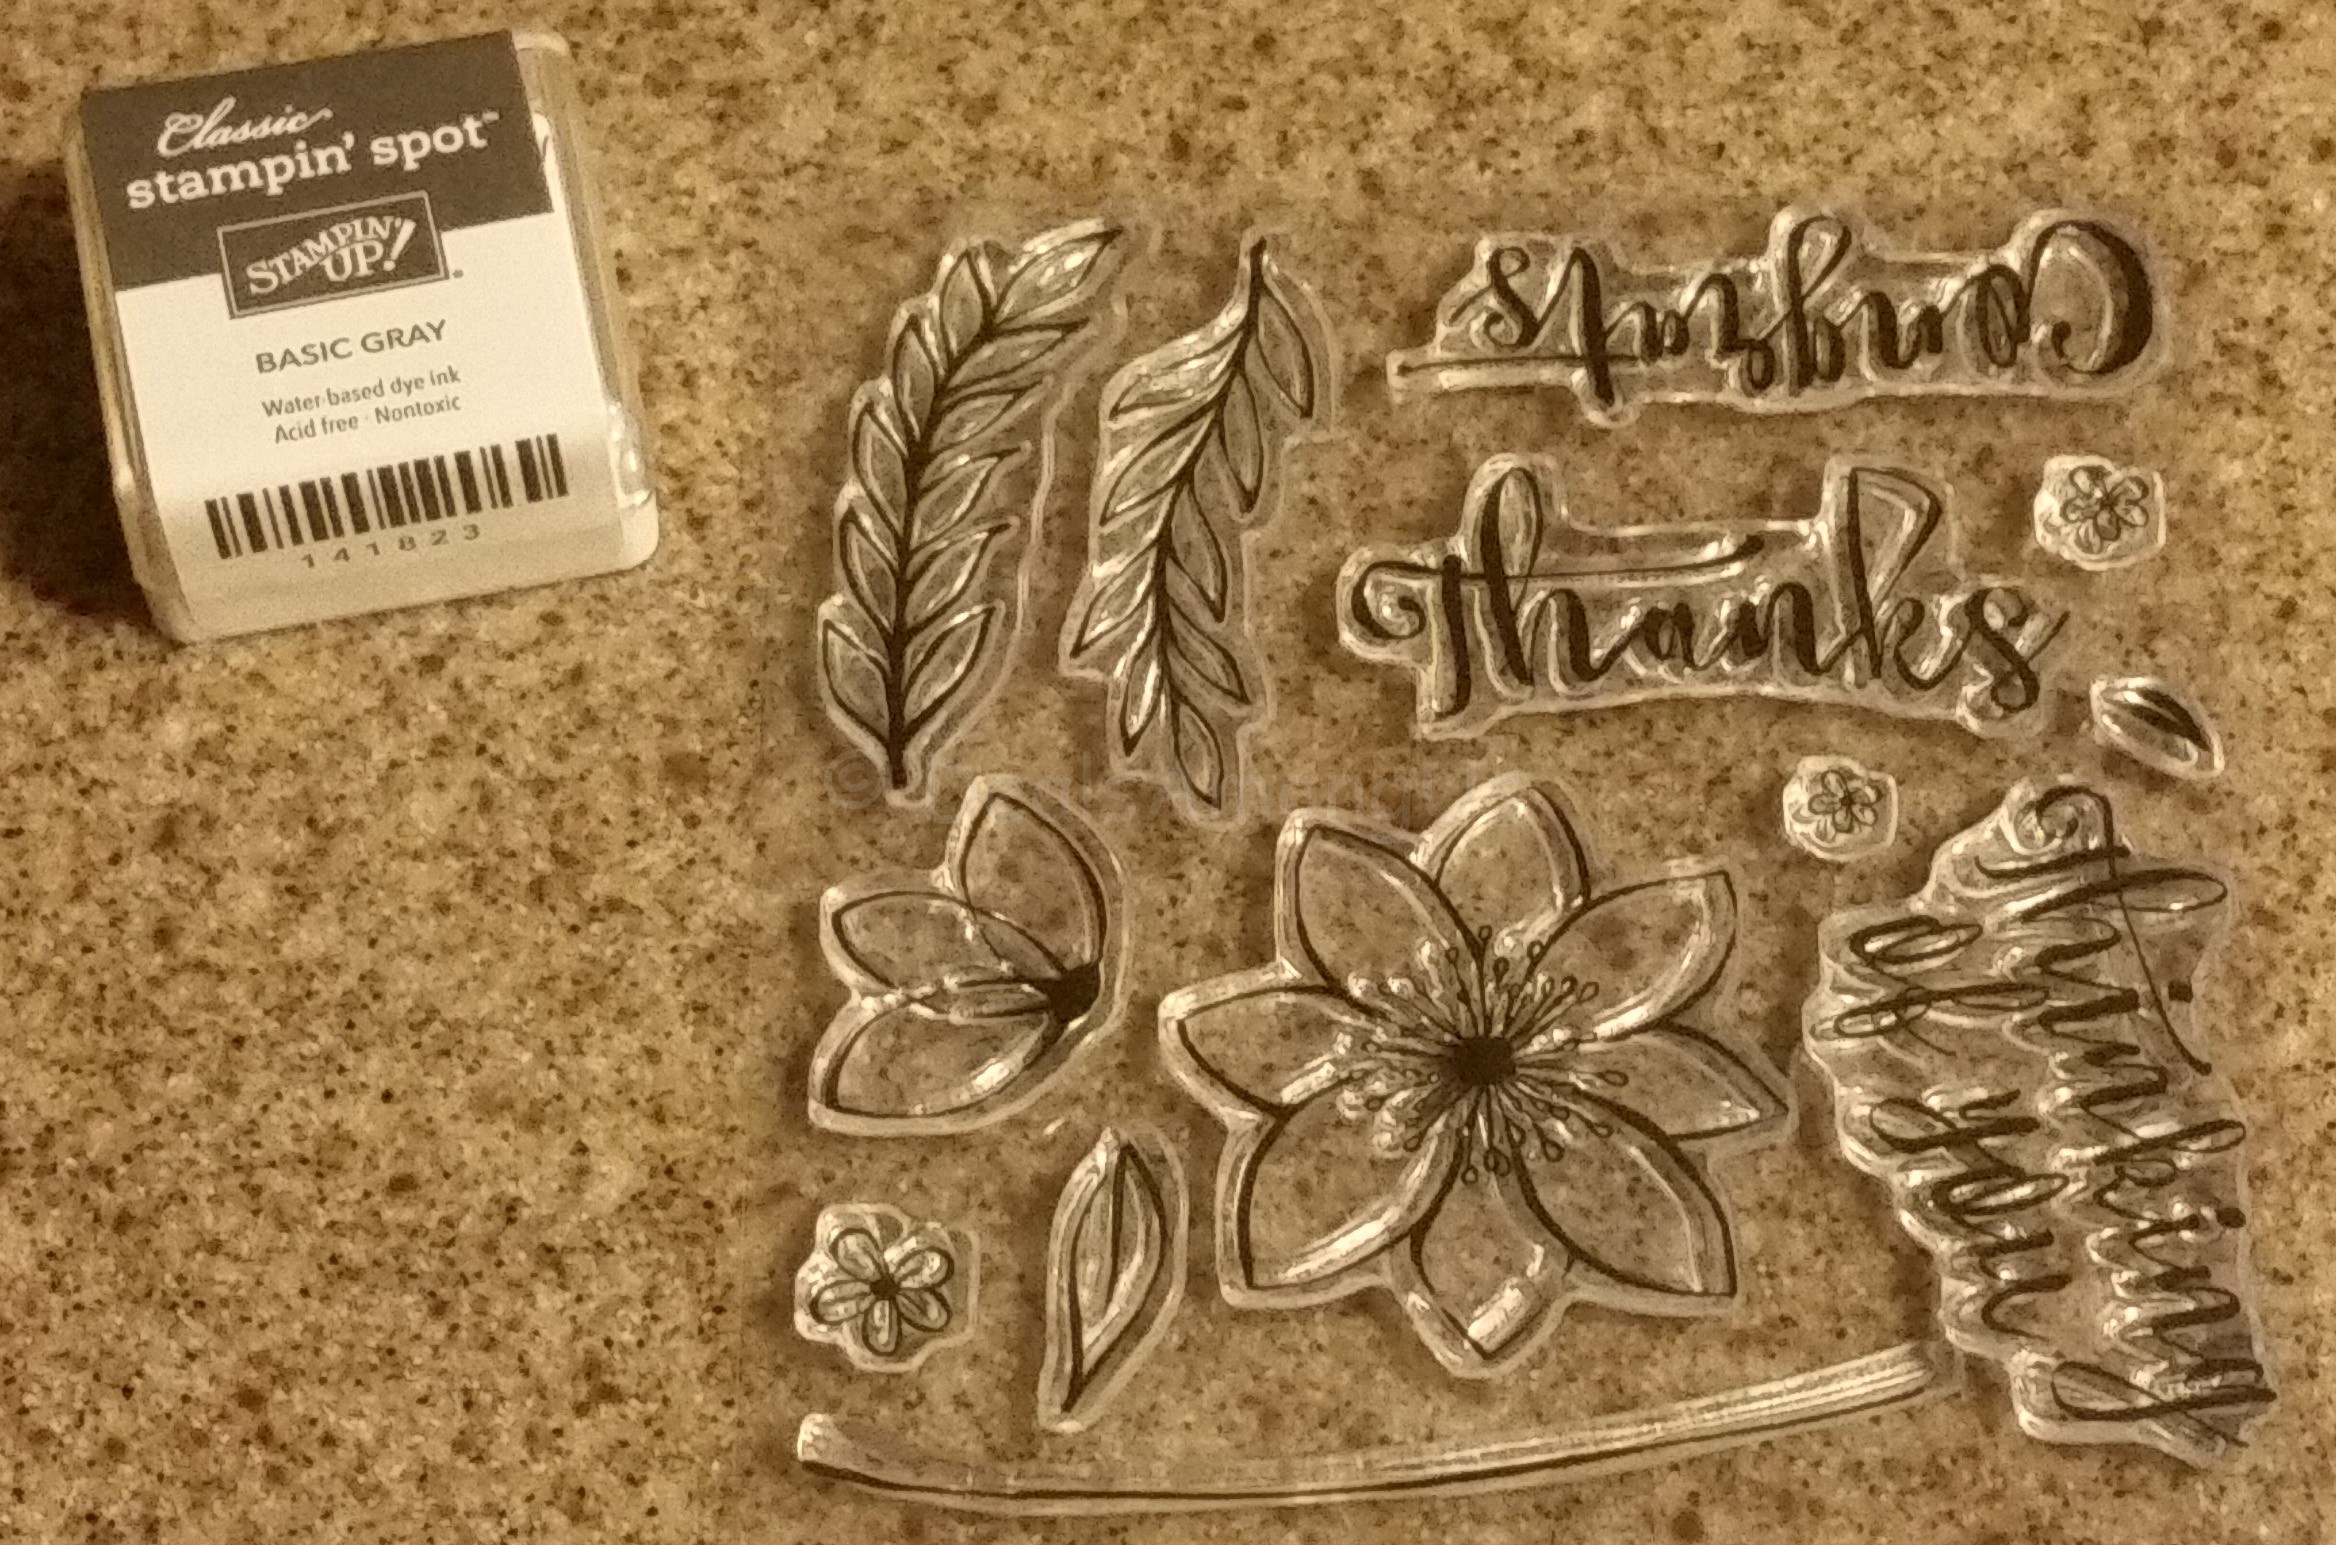 Classic
stampin' spot™
STAMPIN'
UP!®
BASIC GRAY
Water-based dye ink
Acid free · Nontoxic
141823
Congrats
thanks
thinking
of you